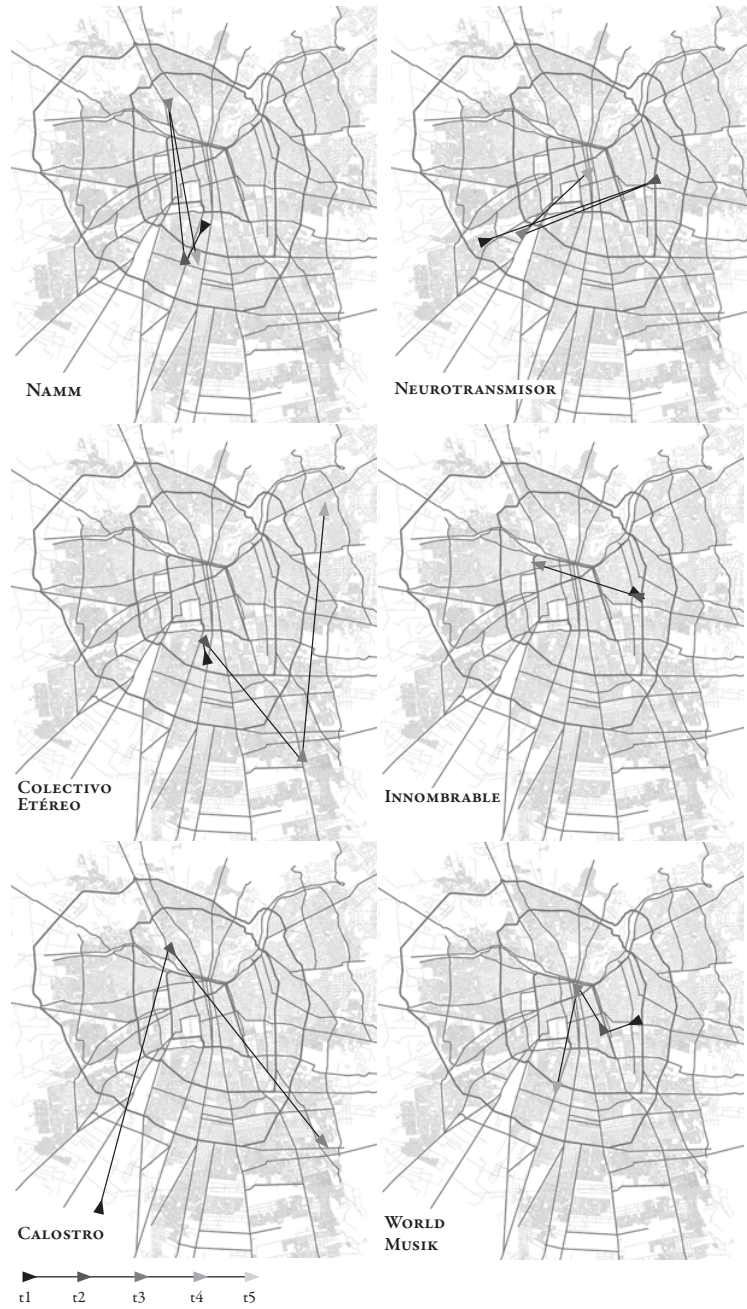 Namm
Neurotransmisor
Colectivo
Etéreo
Innombrable
Calostro
World
Musik
t1 t2 t3 t4 t5